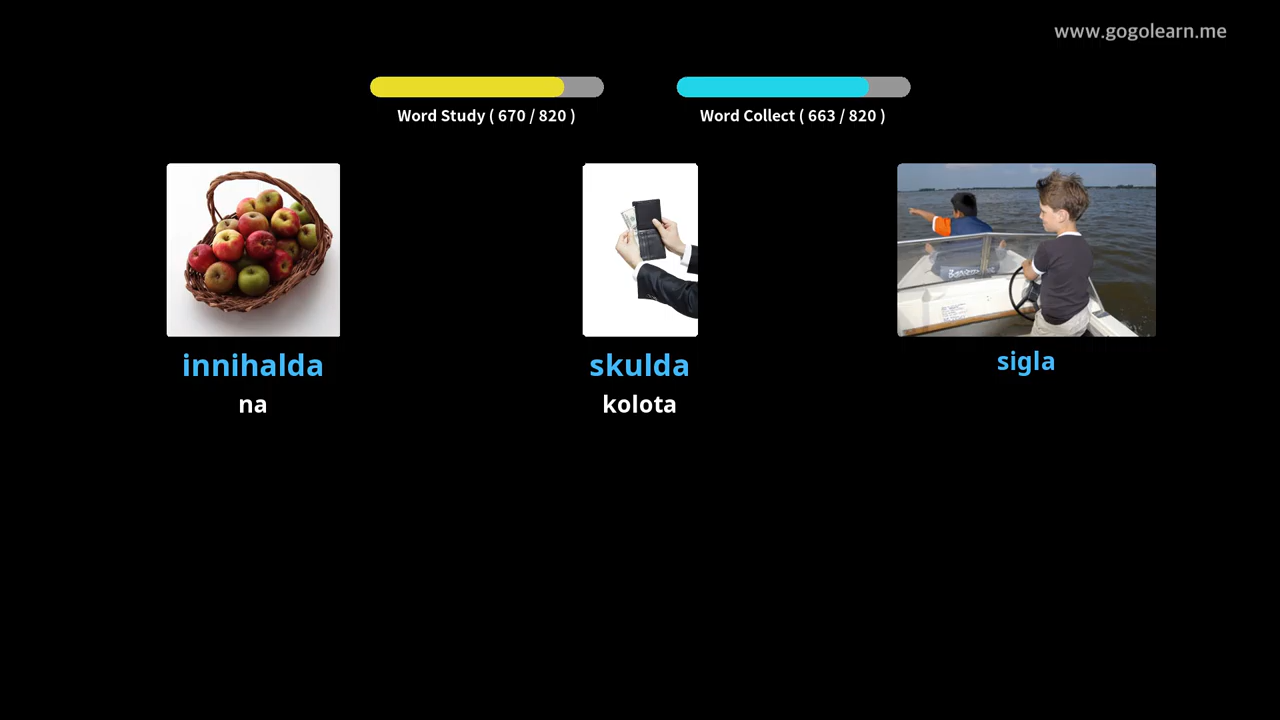 www.gogolearn.me
Word Study ( 670 / 820 )
Word Collect ( 663 / 820 )
innihalda
skulda
sigla
na
kolota